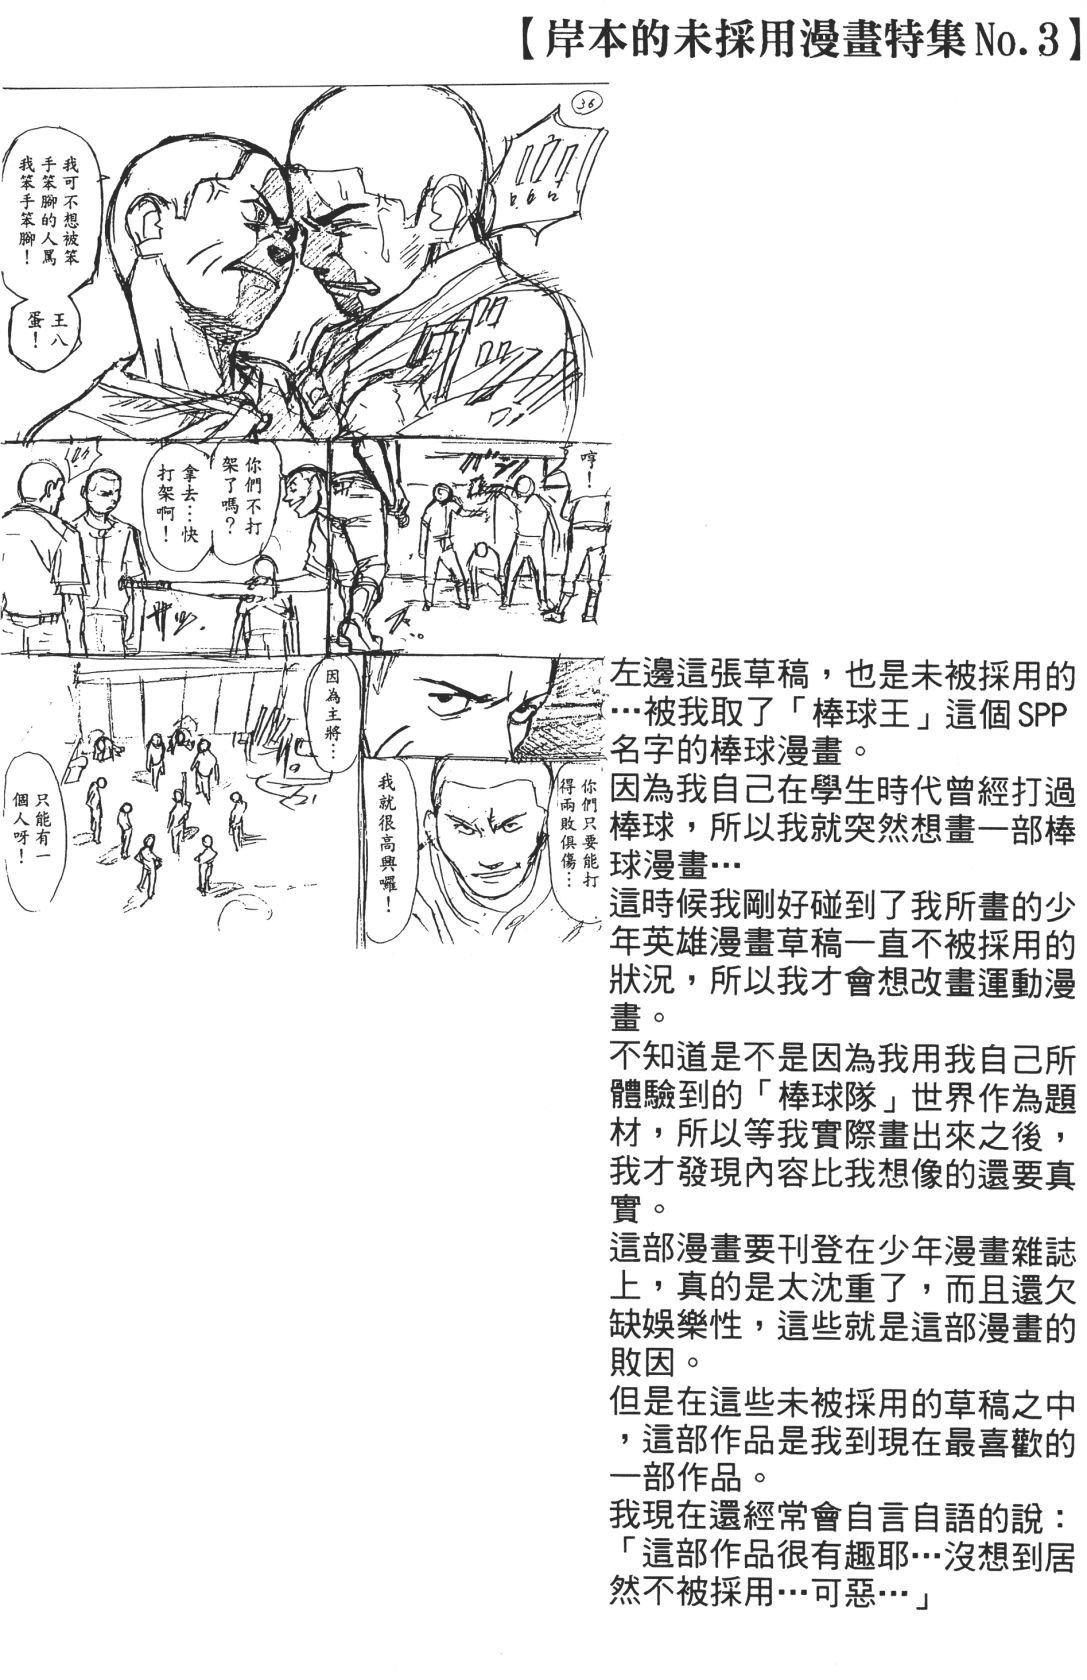 【岸本的未採用漫畫特集No.3】
36
我可不想被笨
手笨腳的人罵
我笨手笨腳！
王八
蛋！
哼！
你們不打
架了嗎？
拿去…快
打架啊！
你們只要能打
得兩敗俱傷…
我就很高興囉！
因為主將…
只能有一
個人呀！
左邊這張草稿，也是未被採用的
…被我取了「棒球王」這個SPP
名字的棒球漫畫。
因為我自己在學生時代曾經打過
棒球，所以我就突然想畫一部棒
球漫畫…
這時候我剛好碰到了我所畫的少
年英雄漫畫草稿一直不被採用的
狀況，所以我才會想改畫運動漫
畫。
不知道是不是因為我用我自己所
體驗到的「棒球隊」世界作為題
材，所以等我實際畫出來之後，
我才發現內容比我想像的還要真
實。
這部漫畫要刊登在少年漫畫雜誌
上，真的是太沈重了，而且還欠
缺娛樂性，這些就是這部漫畫的
敗因。
但是在這些未被採用的草稿之中
，這部作品是我到現在最喜歡的
一部作品。
我現在還經常會自言自語的說：
「這部作品很有趣耶…沒想到居
然不被採用…可惡…」